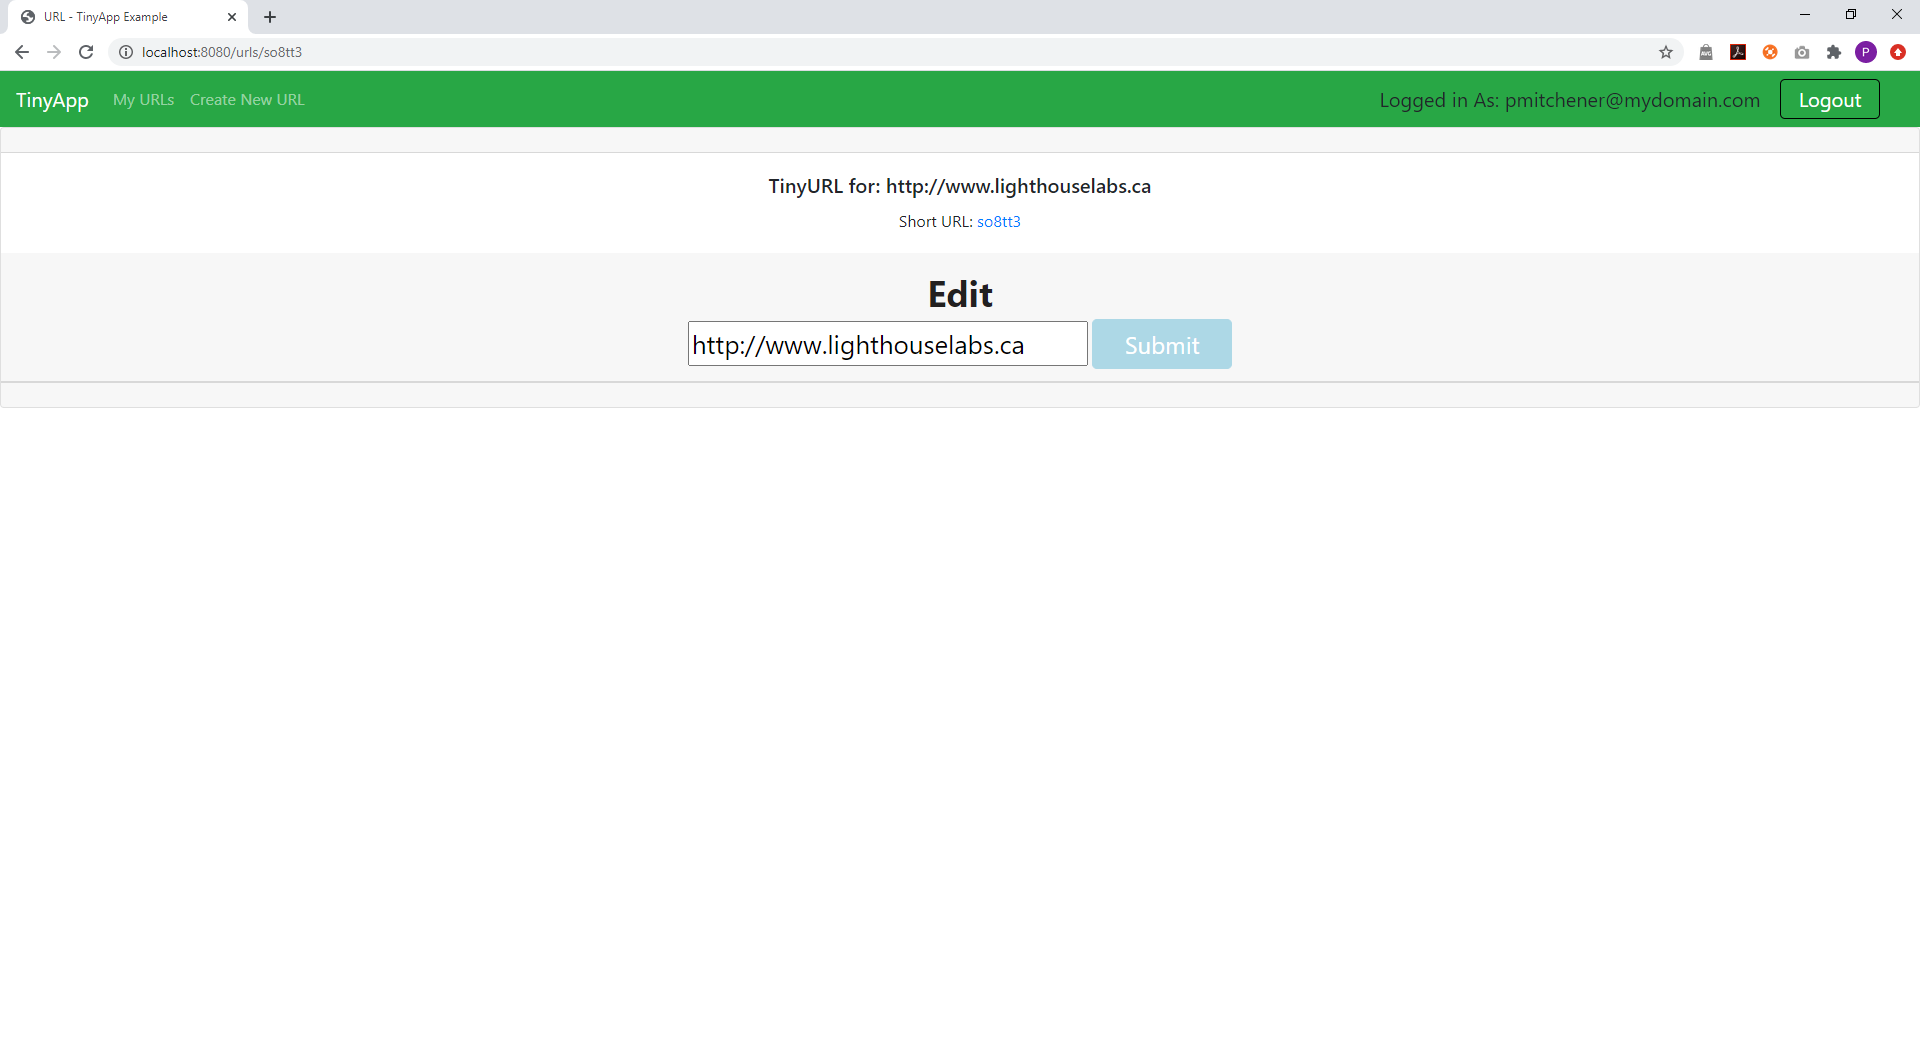 URL - TinyApp Example
localhost:8080/urls/so8tt3
P
TinyApp My URLs Create New URL Logged in As: pmitchener@mydomain.com Logout
TinyURL for: http://www.lighthouselabs.ca
Short URL: so8tt3
Edit
http://www.lighthouselabs.ca Submit